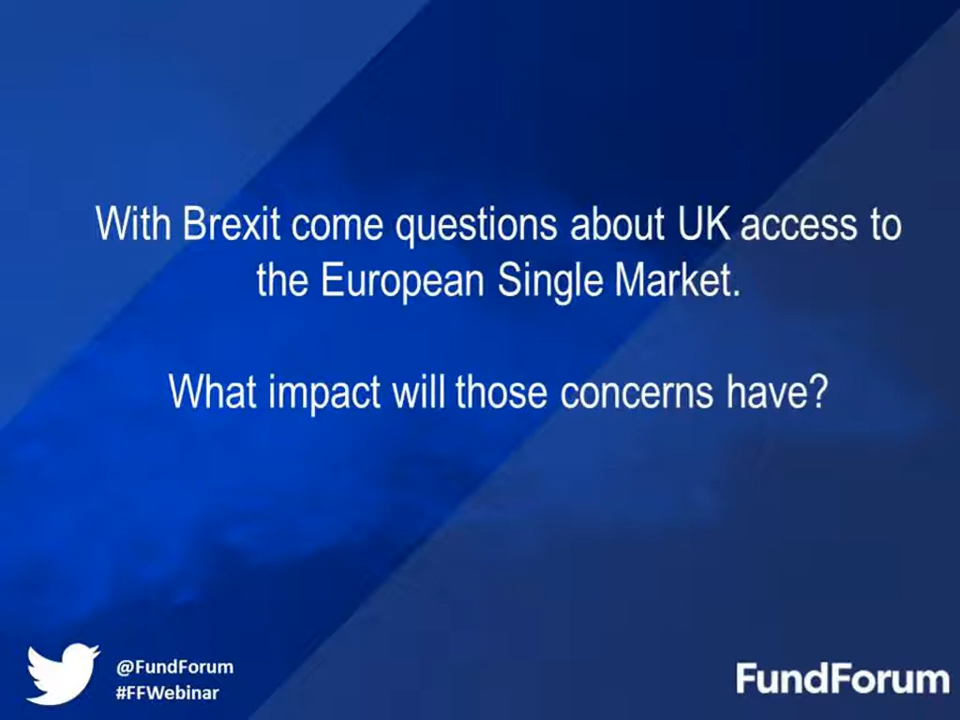 With Brexit come questions about UK access to
the European Single Market.
What impact will those concerns have?
@FundForum
#FFWebinar
FundForum